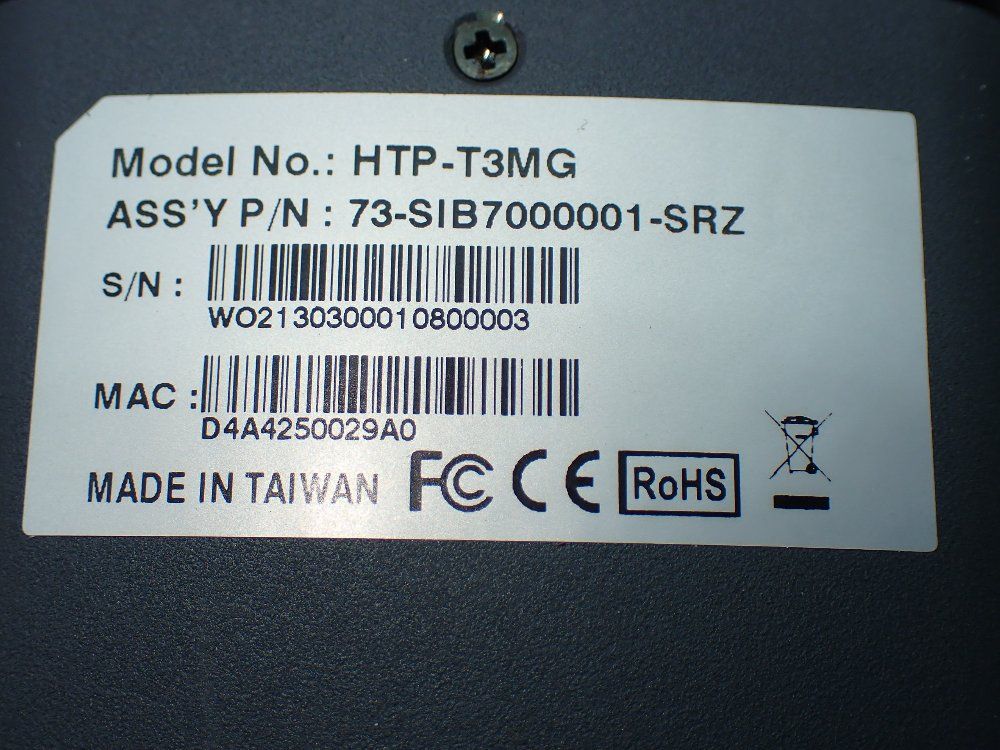 Model No.: HTP-T3MG
ASS'Y P/N : 73-SIB7000001-SRZ
S/N :
WO2130300010800003
MAC :
D4A4250029A0
MADE IN TAIWAN FC CE RoHS